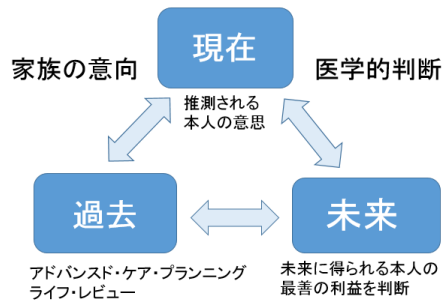 現在
家族の意向
医学的判断
推測される
本人の意思
過去
未来
アドバンスド・ケア・プランニング
ライフ・レビュー
未来に得られる本人の
最善の利益を判断